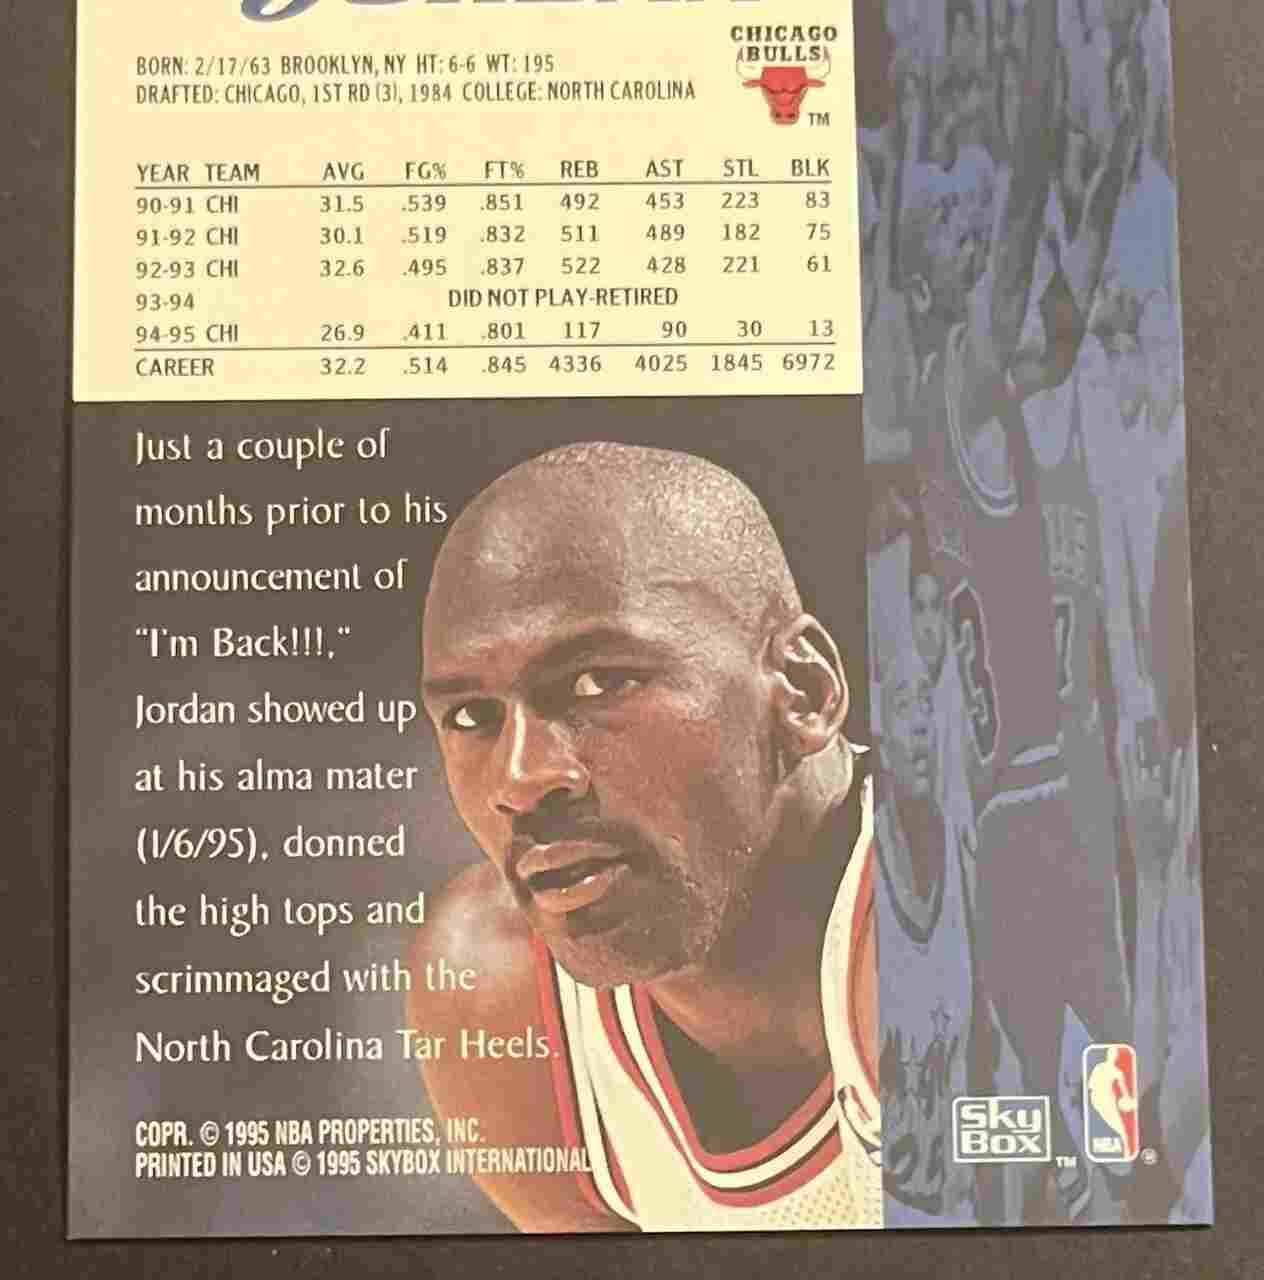 CHICAGO
BULLS
TM
BORN: 2/17/63 BROOKLYN, NY HT: 6-6 WT: 195
DRAFTED: CHICAGO, 1ST RD (3), 1984 COLLEGE: NORTH CAROLINA
YEAR TEAM AVG FG% FT% REB AST STL BLK
90-91 CHI 31.5 .539 .851 492 453 223 83
91-92 CHI 30.1 .519 .832 511 489 182 75
92-93 CHI 32.6 .495 .837 522 428 221 61
93-94 DID NOT PLAY-RETIRED
94-95 CHI 26.9 .411 .801 117 90 30 13
CAREER 32.2 .514 .845 4336 4025 1845 6972
Just a couple of
months prior to his
announcement of
"I'm Back!!!,"
Jordan showed up
at his alma mater
(1/6/95), donned
the high tops and
scrimmaged with the
North Carolina Tar Heels.
COPR. © 1995 NBA PROPERTIES, INC.
PRINTED IN USA © 1995 SKYBOX INTERNATIONAL
Sky
BOX
TM
NBA
®